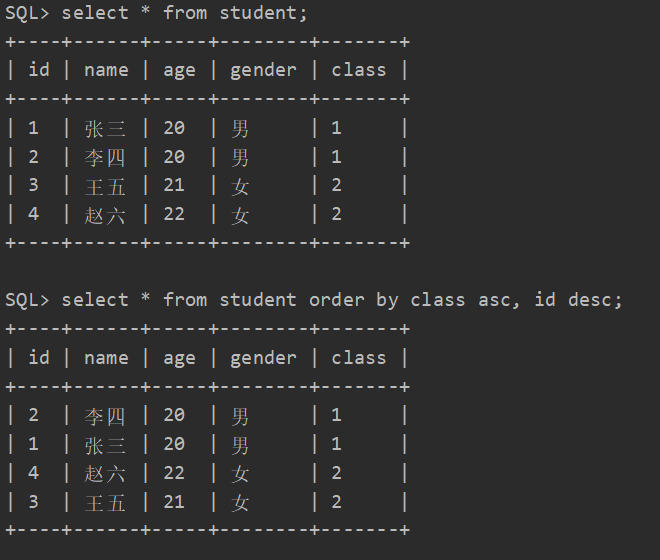 SQL> select * from student;
+----+------+-----+--------+-------+
| id | name | age | gender | class |
+----+------+-----+--------+-------+
| 1  | 张三 | 20  | 男      | 1     |
| 2  | 李四 | 20  | 男      | 1     |
| 3  | 王五 | 21  | 女      | 2     |
| 4  | 赵六 | 22  | 女      | 2     |
+----+------+-----+--------+-------+
SQL> select * from student order by class asc, id desc;
+----+------+-----+--------+-------+
| id | name | age | gender | class |
+----+------+-----+--------+-------+
| 2  | 李四 | 20  | 男      | 1     |
| 1  | 张三 | 20  | 男      | 1     |
| 4  | 赵六 | 22  | 女      | 2     |
| 3  | 王五 | 21  | 女      | 2     |
+----+------+-----+--------+-------+